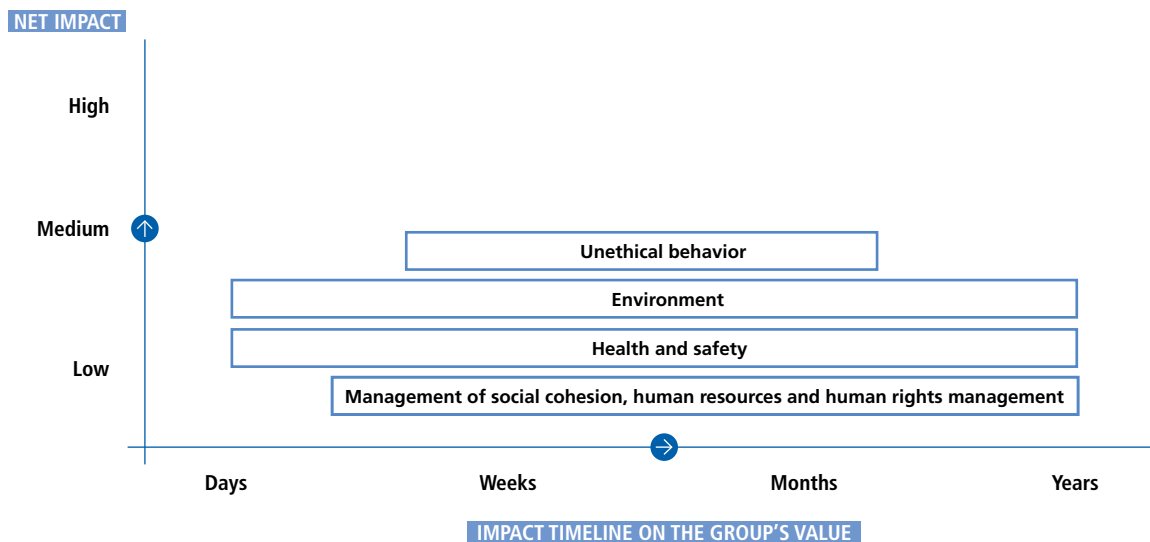 NET IMPACT
High
Medium
Unethical behavior
Environment
Health and safety
Low
Management of social cohesion, human resources and human rights management
Days Weeks Months Years
IMPACT TIMELINE ON THE GROUP'S VALUE